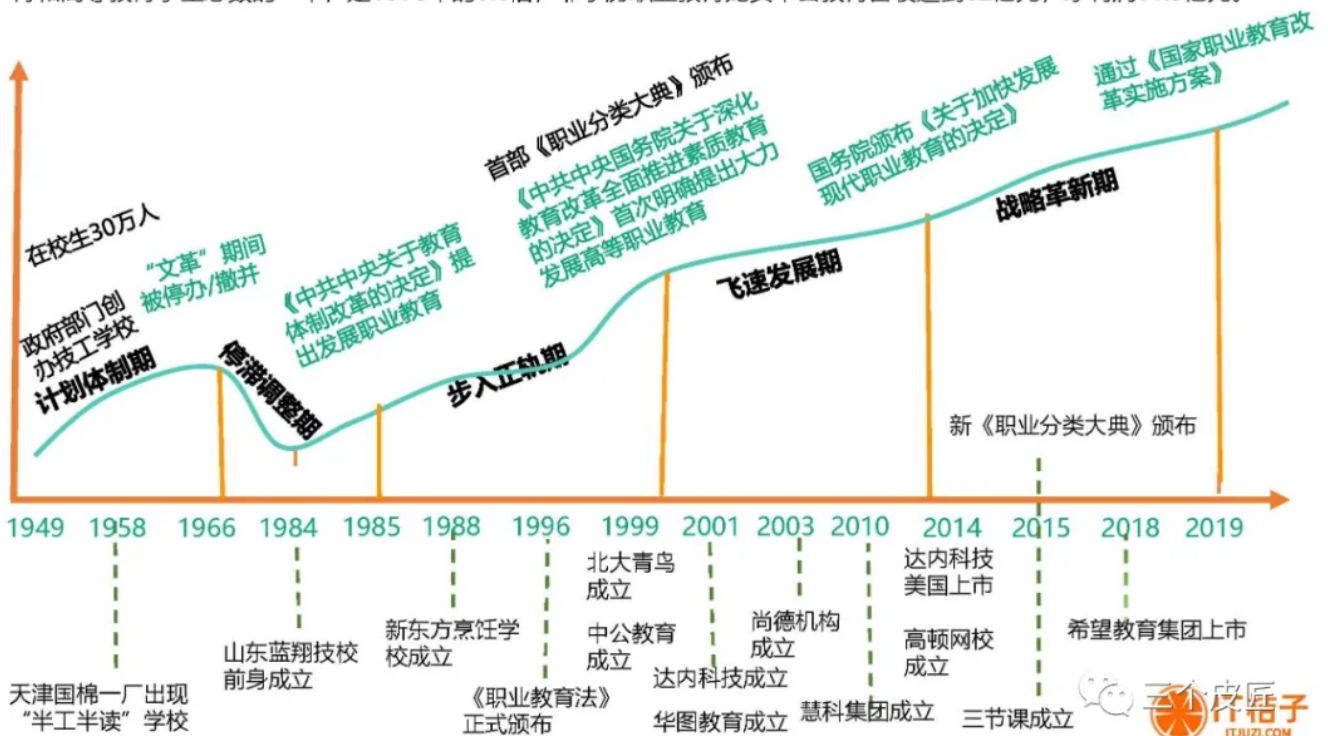 首部《职业分类大典》颁布
通过《国家职业教育改
革实施方案》
国务院颁布《关于加快发展
现代职业教育的决定》
《中共中央国务院关于深化
教育改革全面推进素质教育
的决定》首次明确提出大力
发展高等职业教育
在校生30万人
“文革”期间
被停办/撤并
《中共中央关于教育
体制改革的决定》提
出发展职业教育
政府部门创
办技工学校
计划体制期
停滞调整期
步入正轨期
飞速发展期
战略革新期
新《职业分类大典》颁布
1949 1958 1966 1984 1985 1988 1996 1999 2001 2003 2010 2014 2015 2018 2019
天津国棉一厂出现
“半工半读”学校
山东蓝翔技校
前身成立
新东方烹饪学
校成立
《职业教育法》
正式颁布
北大青鸟
成立
中公教育
成立
达内科技成立
华图教育成立
尚德机构
成立
慧科集团成立
达内科技
美国上市
高顿网校
成立
三节课成立
希望教育集团上市
三个皮匠
桔子
ITJUZI.COM